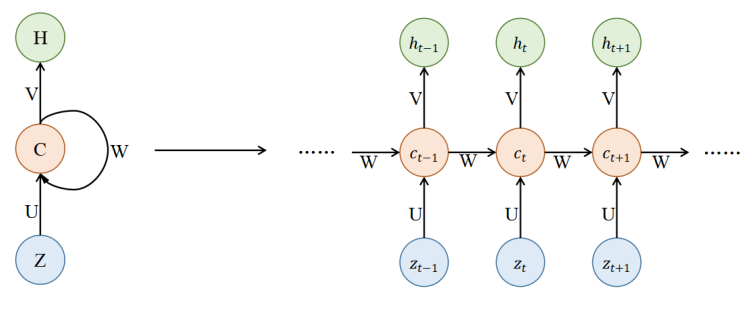 H
V
C
W
U
Z
h_{t-1} h_t h_{t+1}
V V V
...... c_{t-1} c_t c_{t+1} ......
W W W W
U U U
z_{t-1} z_t z_{t+1}